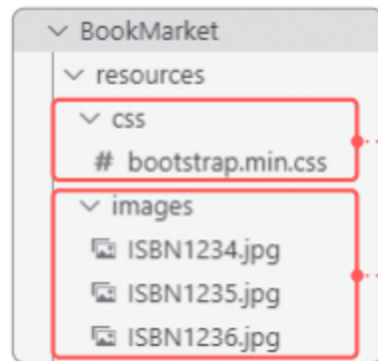 BookMarket
resources
css
# bootstrap.min.css
images
ISBN1234.jpg
ISBN1235.jpg
ISBN1236.jpg